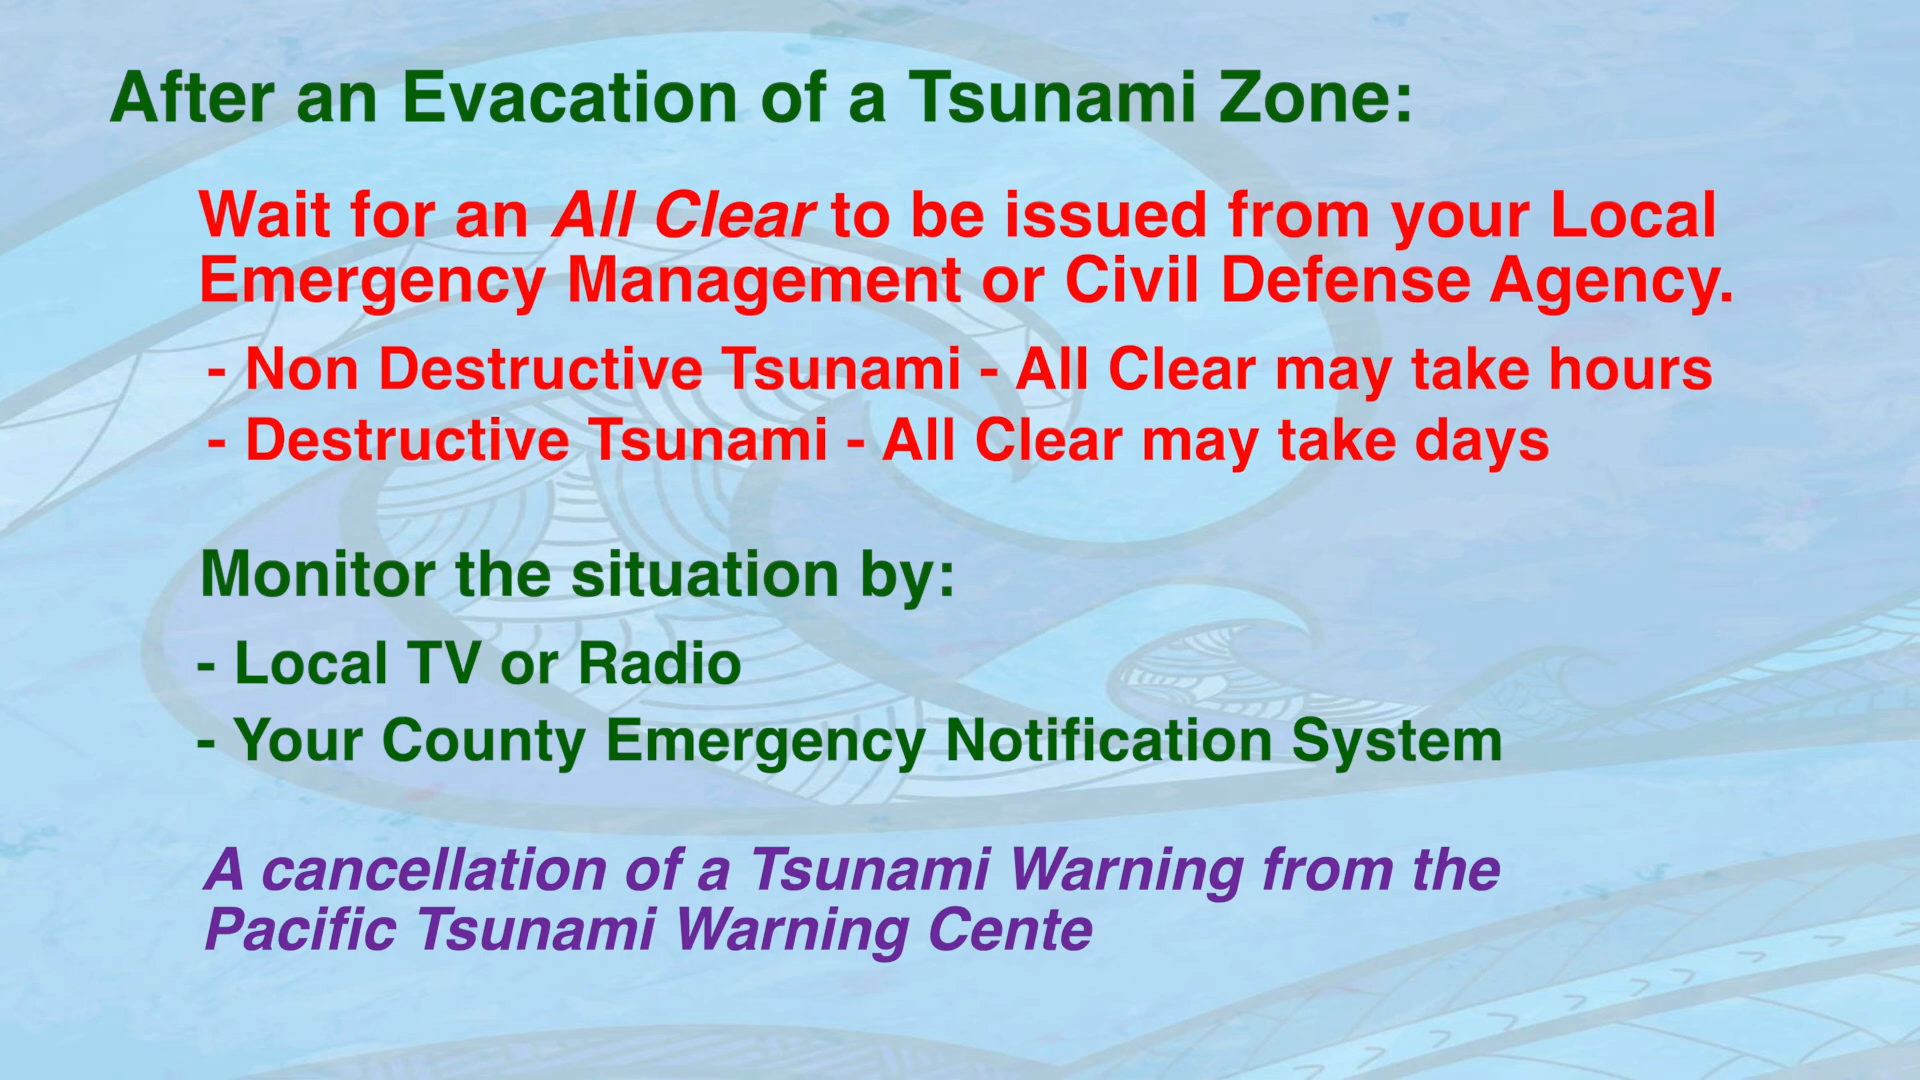 After an Evacation of a Tsunami Zone:
Wait for an All Clear to be issued from your Local
Emergency Management or Civil Defense Agency.
- Non Destructive Tsunami - All Clear may take hours
- Destructive Tsunami - All Clear may take days
Monitor the situation by:
- Local TV or Radio
- Your County Emergency Notification System
A cancellation of a Tsunami Warning from the
Pacific Tsunami Warning Cente